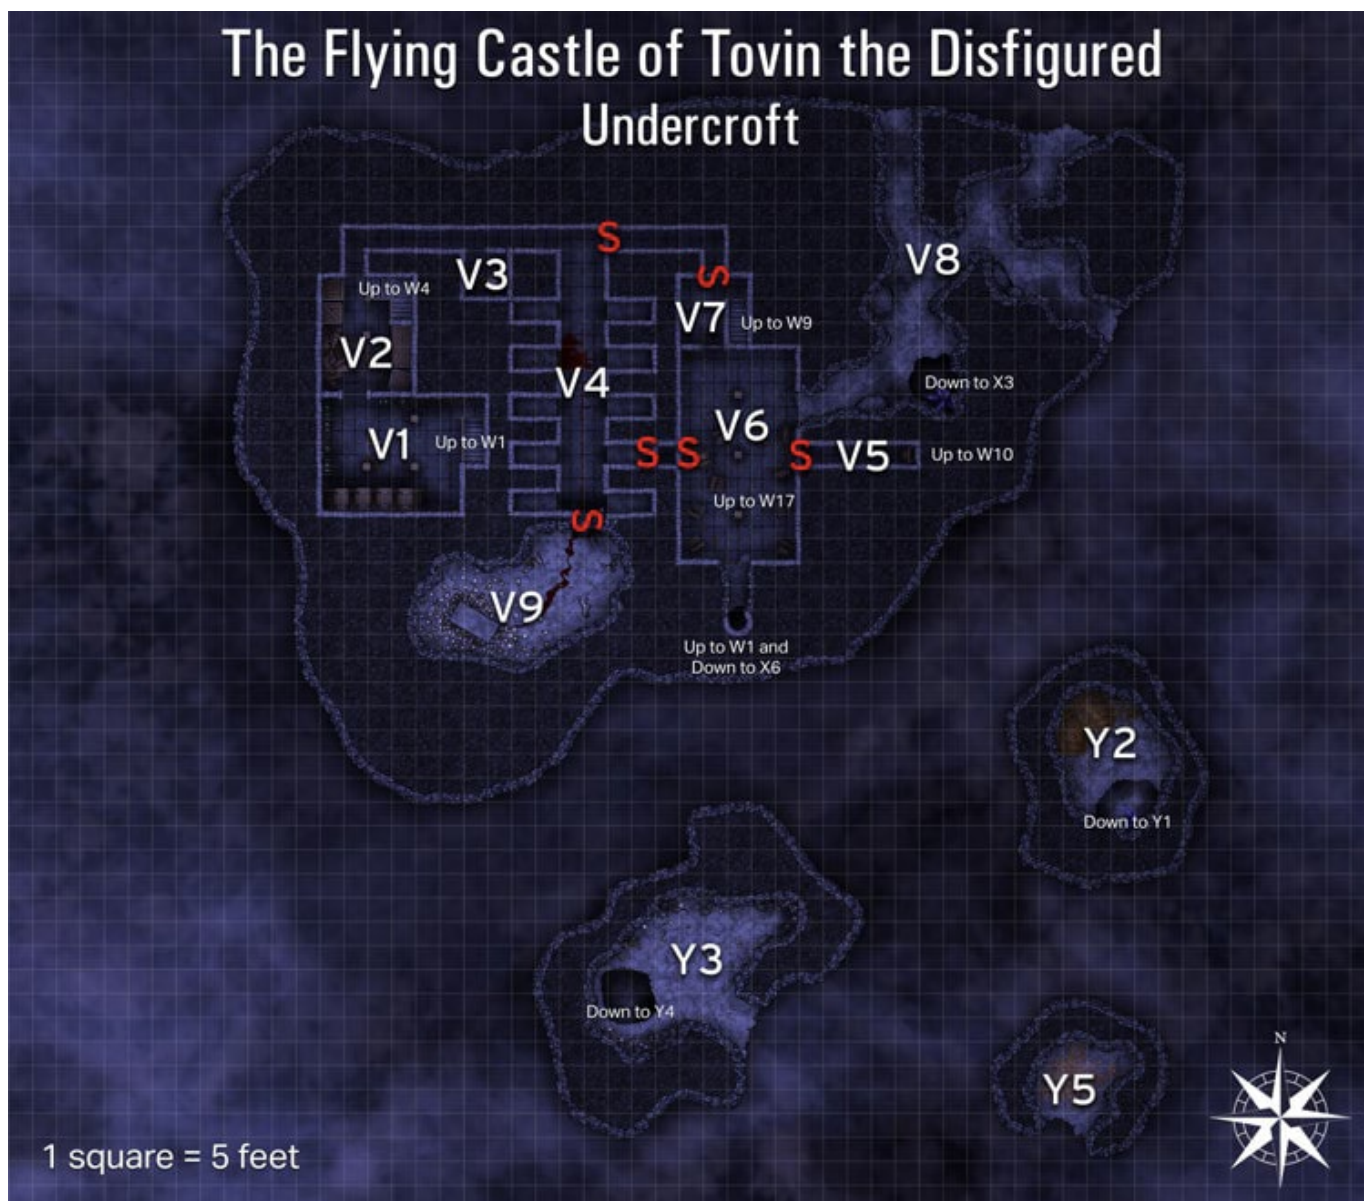 The Flying Castle of Tovin the Disfigured
Undercroft
S
V8
V3
S
Up to W4
V7
Up to W9
V2
V4
Down to X3
V1
Up to W1
S
S
V6
S
V5
Up to W10
Up to W17
S
V9
Up to W1 and
Down to X6
Y2
Down to Y1
Y3
Down to Y4
N
Y5
1 square = 5 feet